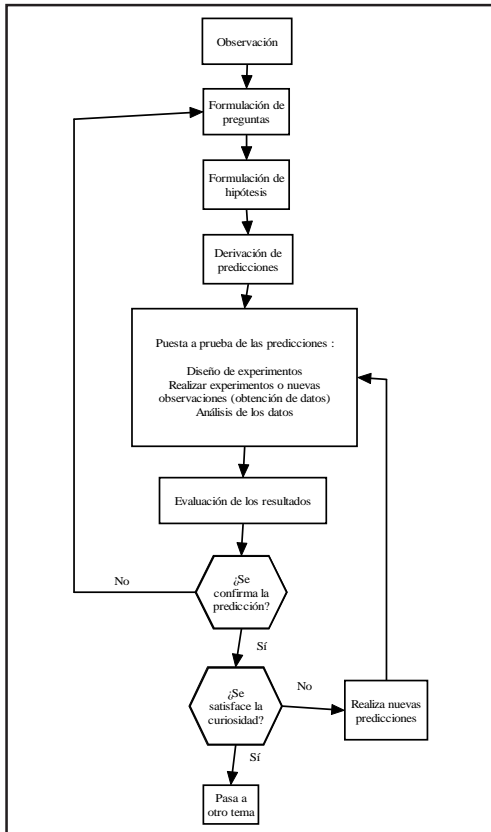 Observación
Formulación de
preguntas
Formulación de
hipótesis
Derivación de
predicciones
Puesta a prueba de las predicciones :
Diseño de experimentos
Realizar experimentos o nuevas
observaciones (obtención de datos)
Análisis de los datos
Evaluación de los resultados
¿Se
confirma la
predicción?
No
Sí
¿Se
satisface la
curiosidad?
No
Realiza nuevas
predicciones
Sí
Pasa a
otro tema